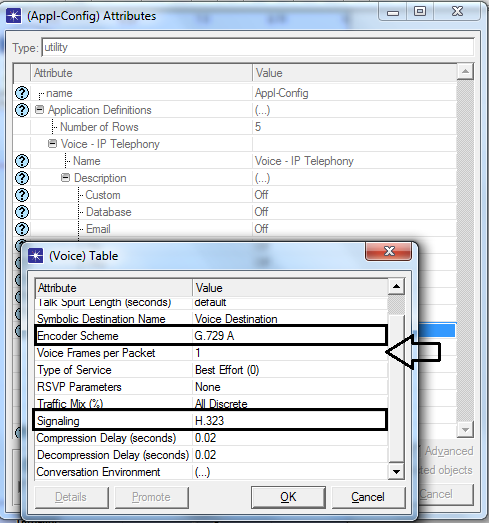 (Appl-Config) Attributes
Type: utility
Attribute Value
name Appl-Config
Application Definitions (...)
Number of Rows 5
Voice - IP Telephony
Name Voice - IP Telephony
Description (...)
Custom Off
Database Off
Email Off
(Voice) Table
Attribute Value
Talk Spurt Length (seconds) default
Symbolic Destination Name Voice Destination
Encoder Scheme G.729 A
Voice Frames per Packet 1
Type of Service Best Effort (0)
RSVP Parameters None
Traffic Mix (%) All Discrete
Signaling H.323
Compression Delay (seconds) 0.02
Decompression Delay (seconds) 0.02
Conversation Environment (...)
Details Promote OK Cancel
Advanced
objects
Cancel